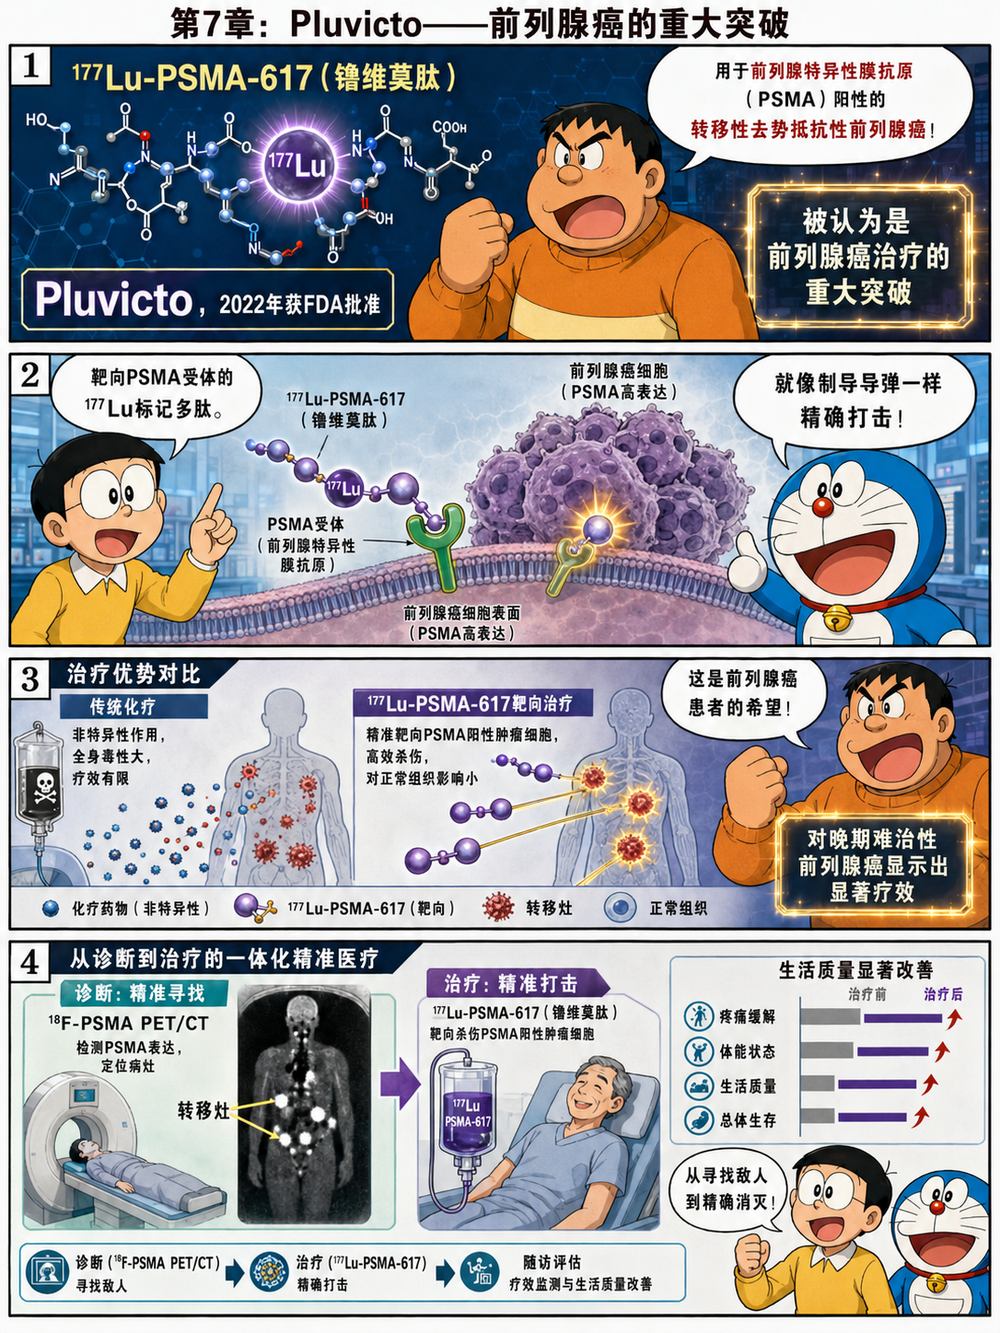 第7章：Pluvicto——前列腺癌的重大突破
1
¹⁷⁷Lu-PSMA-617（镥维莫肽）
HO
O
O
N
H
N
O
N
O
O
N
¹⁷⁷Lu
H
N
O
N
COOH
O
O
OH
O
Pluvicto，2022年获FDA批准
用于前列腺特异性膜抗原
（PSMA）阳性的
转移性去势抵抗性前列腺癌！
被认为是
前列腺癌治疗的
重大突破
2
靶向PSMA受体的
¹⁷⁷Lu标记多肽。
¹⁷⁷Lu-PSMA-617
（镥维莫肽）
¹⁷⁷Lu
PSMA受体
（前列腺特异性
膜抗原）
前列腺癌细胞
（PSMA高表达）
前列腺癌细胞表面
（PSMA高表达）
就像制导导弹一样
精确打击！
3
治疗优势对比
传统化疗
非特异性作用，
全身毒性大，
疗效有限
¹⁷⁷Lu-PSMA-617靶向治疗
精准靶向PSMA阳性肿瘤细胞，
高效杀伤，
对正常组织影响小
这是前列腺癌
患者的希望！
对晚期难治性
前列腺癌显示出
显著疗效
化疗药物（非特异性）
¹⁷⁷Lu-PSMA-617（靶向）
转移灶
正常组织
4
从诊断到治疗的一体化精准医疗
诊断：精准寻找
¹⁸F-PSMA PET/CT
检测PSMA表达，
定位病灶
转移灶
治疗：精准打击
¹⁷⁷Lu-PSMA-617（镥维莫肽）
靶向杀伤PSMA阳性肿瘤细胞
¹⁷⁷Lu
PSMA-617
生活质量显著改善
治疗前
治疗后
疼痛缓解
体能状态
生活质量
总体生存
从寻找敌人
到精确消灭！
诊断（¹⁸F-PSMA PET/CT）
寻找敌人
治疗（¹⁷⁷Lu-PSMA-617）
精确打击
随访评估
疗效监测与生活质量改善